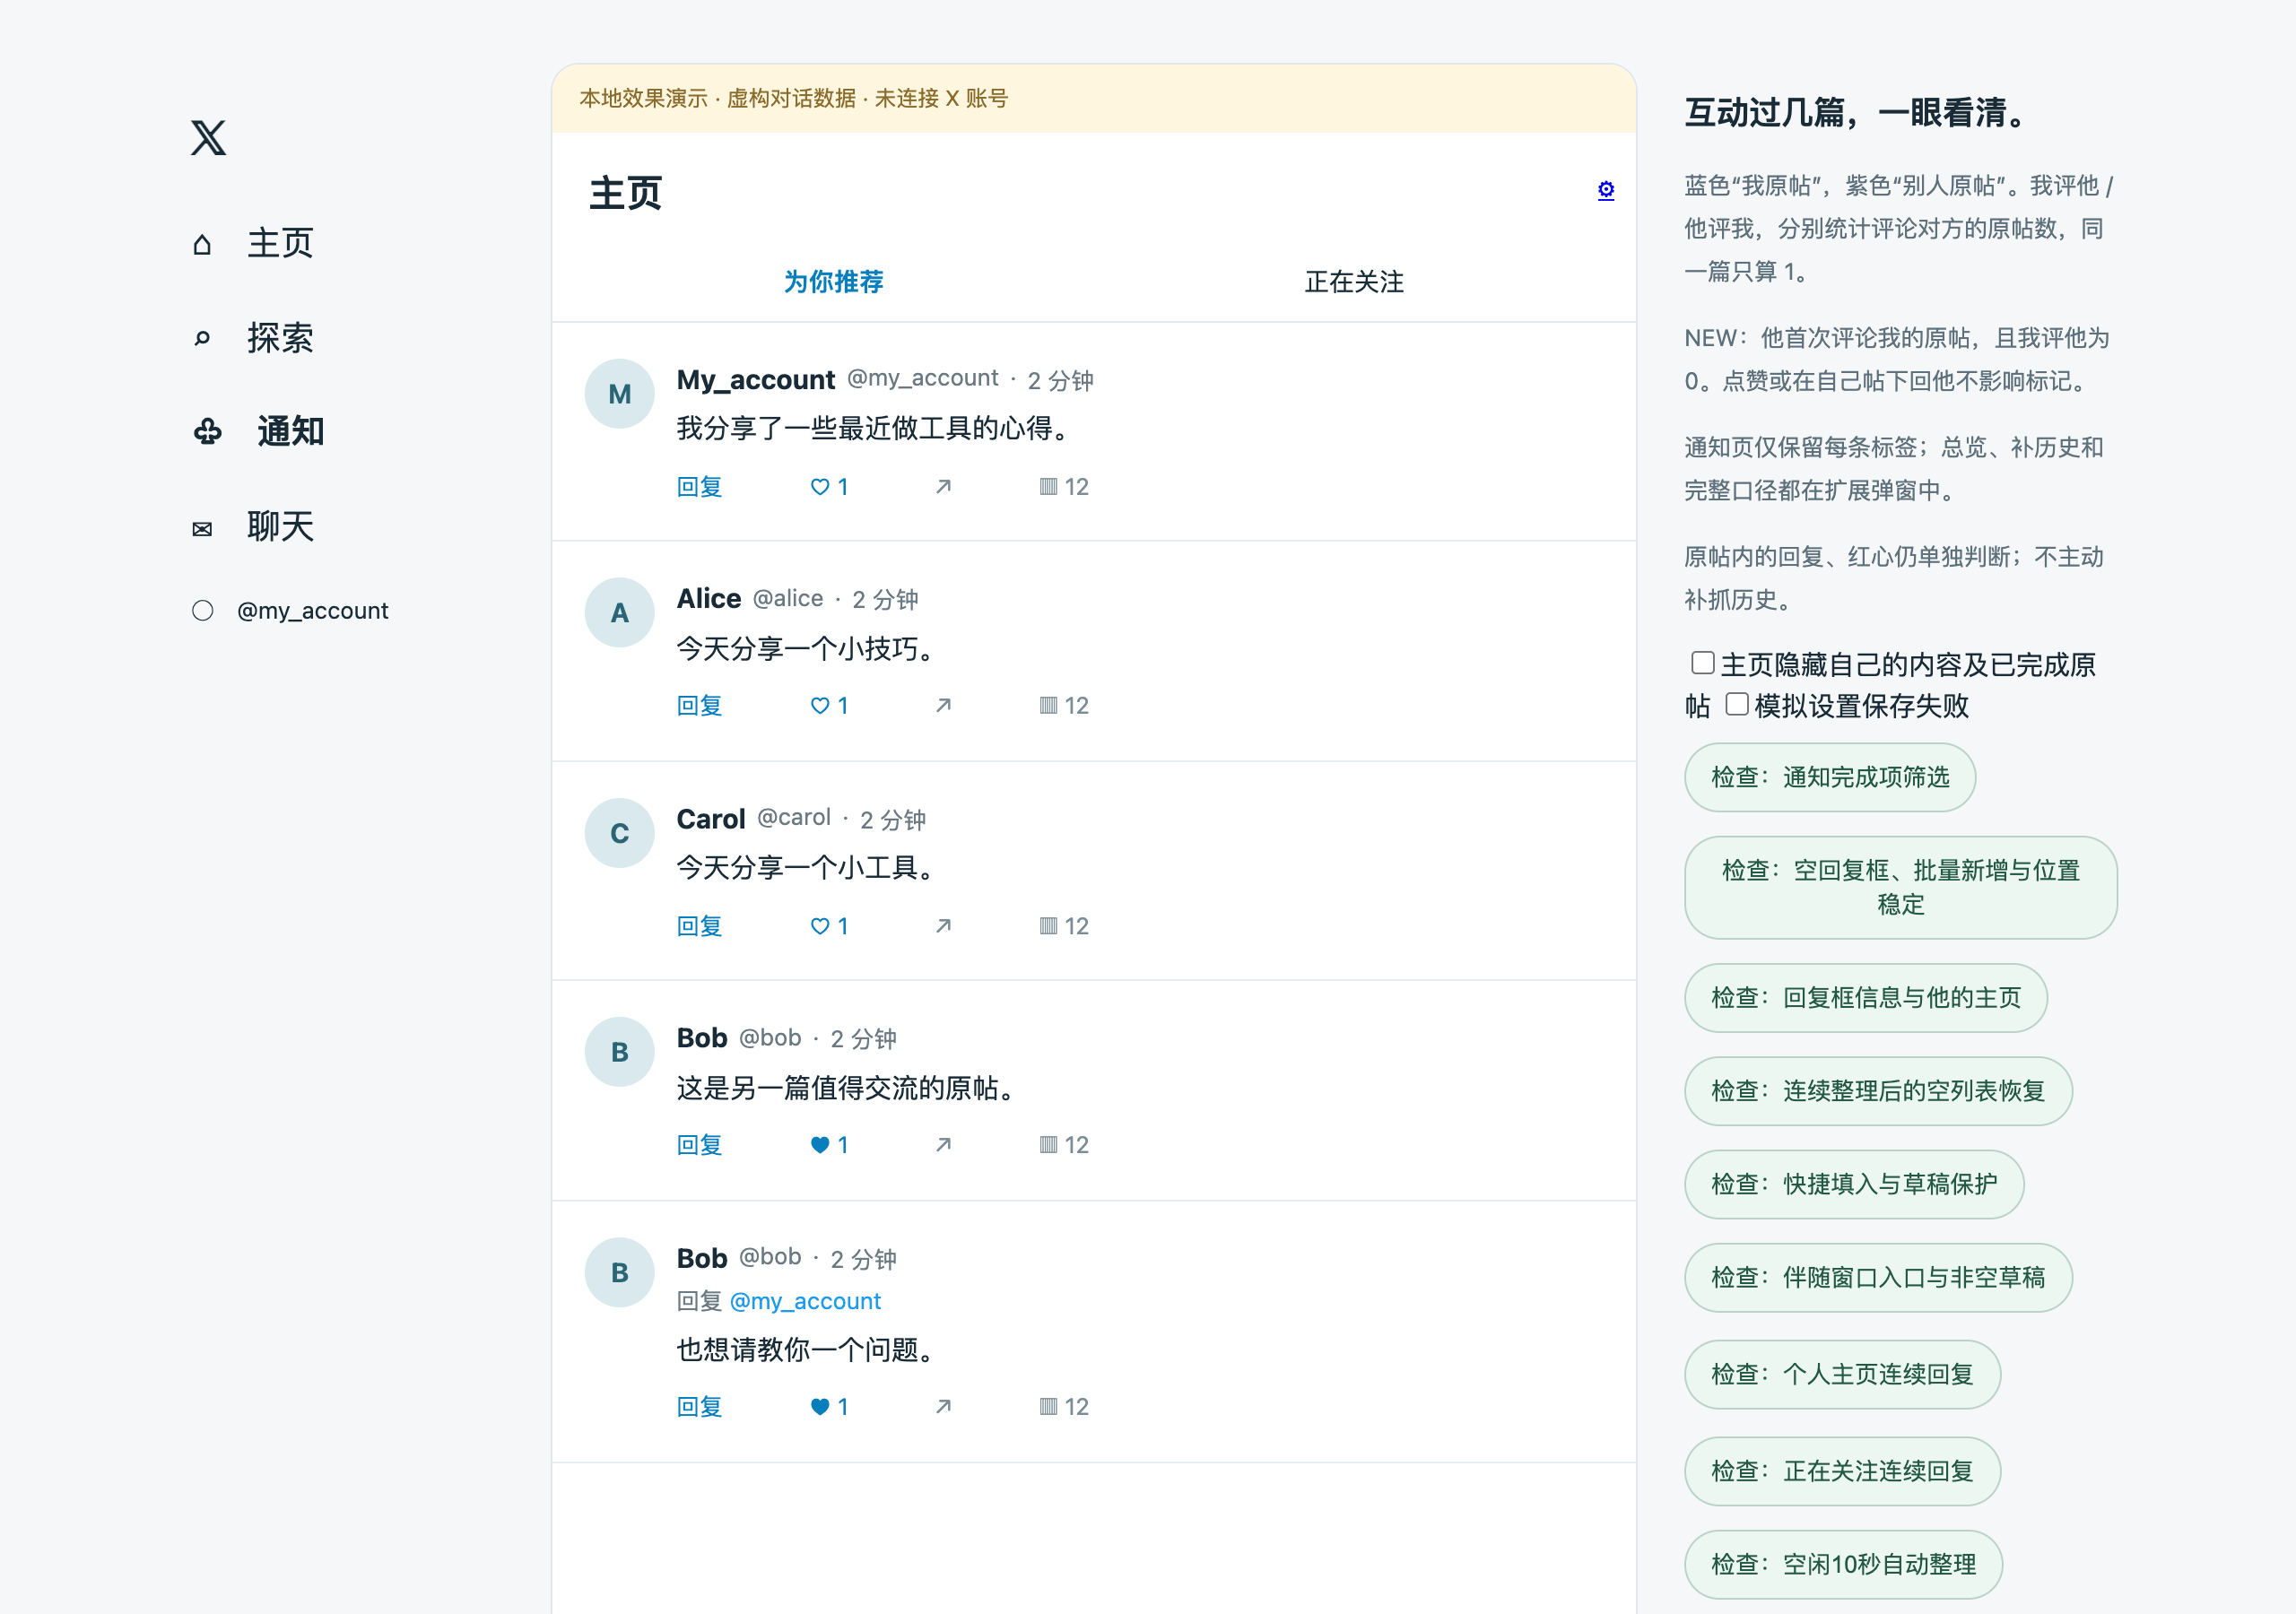 主页
探索
通知
聊天
@my_account
本地效果演示 · 虚构对话数据 · 未连接 X 账号
主页
为你推荐
正在关注
M
My_account @my_account · 2 分钟
我分享了一些最近做工具的心得。
回复 ♡ 1 ↗ ▥ 12
A
Alice @alice · 2 分钟
今天分享一个小技巧。
回复 ♡ 1 ↗ ▥ 12
C
Carol @carol · 2 分钟
今天分享一个小工具。
回复 ♡ 1 ↗ ▥ 12
B
Bob @bob · 2 分钟
这是另一篇值得交流的原帖。
回复 ♥ 1 ↗ ▥ 12
B
Bob @bob · 2 分钟
回复 @my_account
也想请教你一个问题。
回复 ♥ 1 ↗ ▥ 12
互动过几篇，一眼看清。
蓝色“我原帖”，紫色“别人原帖”。我评他 /
他评我，分别统计评论对方的原帖数，同
一篇只算 1。
NEW：他首次评论我的原帖，且我评他为
0。点赞或在自己帖下回他不影响标记。
通知页仅保留每条标签；总览、补历史和
完整口径都在扩展弹窗中。
原帖内的回复、红心仍单独判断；不主动
补抓历史。
主页隐藏自己的内容及已完成原
帖 模拟设置保存失败
检查：通知完成项筛选
检查：空回复框、批量新增与位置
稳定
检查：回复框信息与他的主页
检查：连续整理后的空列表恢复
检查：快捷填入与草稿保护
检查：伴随窗口入口与非空草稿
检查：个人主页连续回复
检查：正在关注连续回复
检查：空闲10秒自动整理